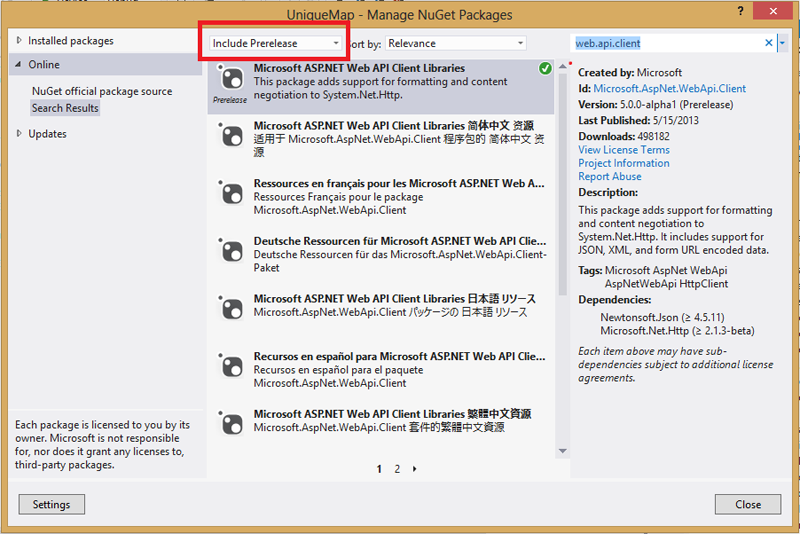 UniqueMap - Manage NuGet Packages
?
Installed packages
Online
NuGet official package source
Search Results
Updates
Each package is licensed to you by its
owner. Microsoft is not responsible
for, nor does it grant any licenses to,
third-party packages.
Settings
Include Prerelease
Sort by: Relevance
Microsoft ASP.NET Web API Client Libraries
This package adds support for formatting and content
negotiation to System.Net.Http.
Prerelease
Microsoft ASP.NET Web API Client Libraries 简体中文 资源
适用于 Microsoft.AspNet.WebApi.Client 程序包的 简体中文 资
源
Ressources en français pour les Microsoft ASP.NET Web A...
Ressources Français pour le package
Microsoft.AspNet.WebApi.Client
Deutsche Ressourcen für Microsoft ASP.NET Web API Clie...
Deutsche Ressourcen für das Microsoft.AspNet.WebApi.Client-
Paket
Microsoft ASP.NET Web API Client Libraries 日本語 リソース
Microsoft.AspNet.WebApi.Client パッケージの 日本語 リソース
Recursos en español para Microsoft ASP.NET Web API Clie...
Recursos en español para el paquete
Microsoft.AspNet.WebApi.Client
Microsoft ASP.NET Web API Client Libraries 繁體中文資源
Microsoft.AspNet.WebApi.Client 套件的繁體中文資源
1 2
web.api.client
Created by: Microsoft
Id: Microsoft.AspNet.WebApi.Client
Version: 5.0.0-alpha1 (Prerelease)
Last Published: 5/15/2013
Downloads: 498182
View License Terms
Project Information
Report Abuse
Description:
This package adds support for formatting
and content negotiation to
System.Net.Http. It includes support for
JSON, XML, and form URL encoded data.
Tags: Microsoft AspNet WebApi
AspNetWebApi HttpClient
Dependencies:
Newtonsoft.Json (≥ 4.5.11)
Microsoft.Net.Http (≥ 2.1.3-beta)
Each item above may have sub-
dependencies subject to additional license
agreements.
Close